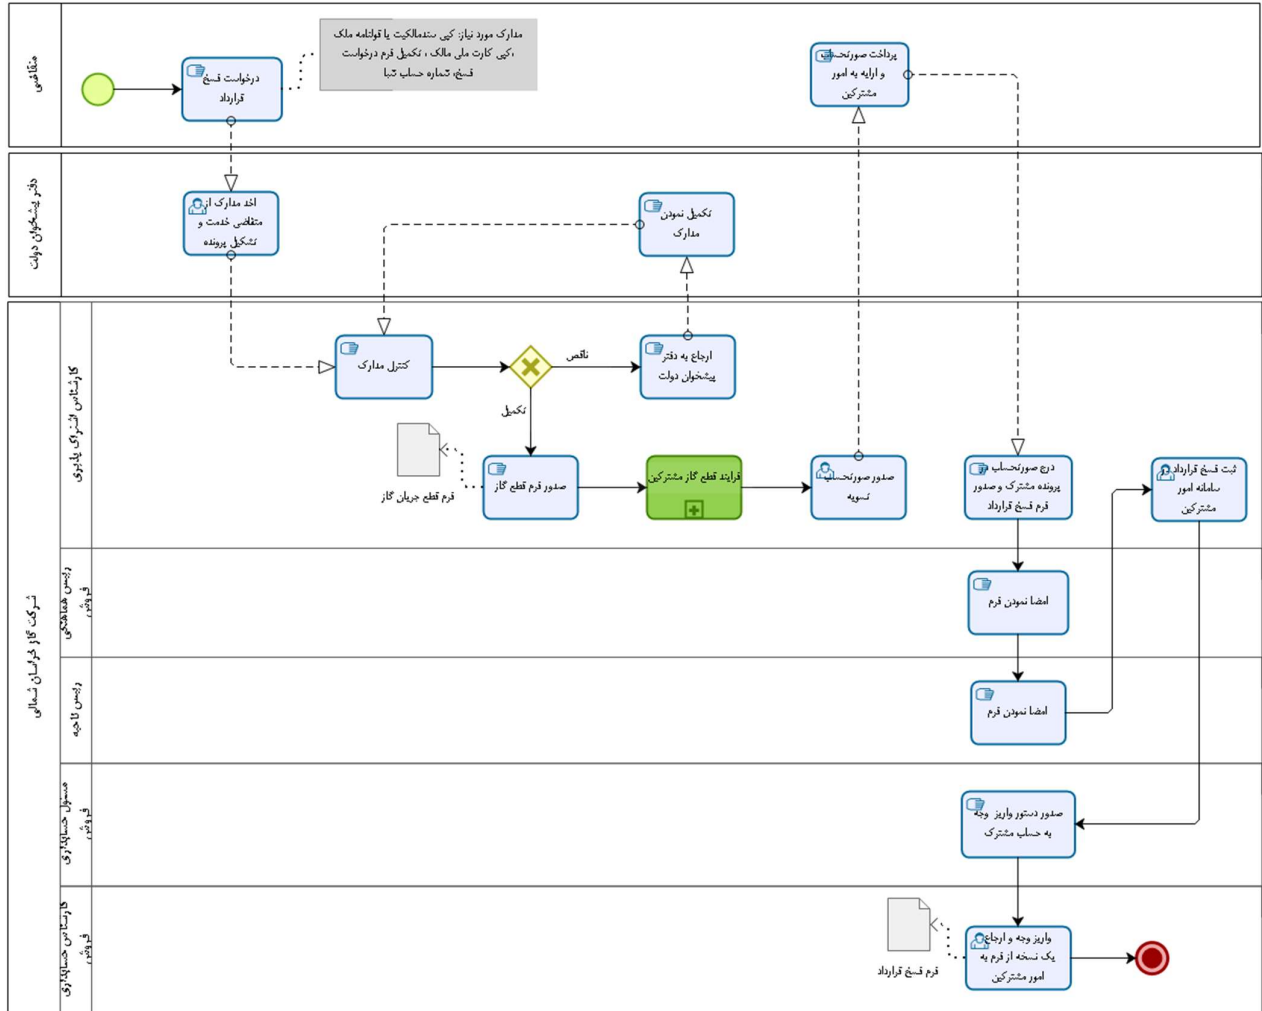 متقاضی
درخواست فسخ
قرارداد
مدارک مورد نیاز: کپی سندمالکیت یا قولنامه ملک
،کپی کارت ملی مالک ، تکمیل فرم درخواست
فسخ، شماره حساب شبا
پرداخت صورتحساب
و ارایه به امور
مشترکین
دفتر پیشخوان دولت
اخذ مدارک از
متقاضی خدمت و
تشکیل پرونده
تکمیل نمودن
مدارک
شرکت گاز خراسان شمالی
کارشناس اشتراک پذیری
کنترل مدارک
ناقص
ارجاع به دفتر
پیشخوان دولت
تکمیل
فرم قطع جریان گاز
صدور فرم قطع گاز
فرایند قطع گاز مشترکین
صدور صورتحساب
تسویه
درج صورتحساب در
پرونده مشترک و صدور
فرم فسخ قرارداد
ثبت فسخ قرارداد در
سامانه امور
مشترکین
رییس هماهنگی
فروش
امضا نمودن فرم
رییس ناحیه
امضا نمودن فرم
مسئول حسابداری
فروش
صدور دستور واریز وجه
به حساب مشترک
کارشناس حسابداری
فروش
فرم فسخ قرارداد
واریز وجه و ارجاع
یک نسخه از فرم به
امور مشترکین